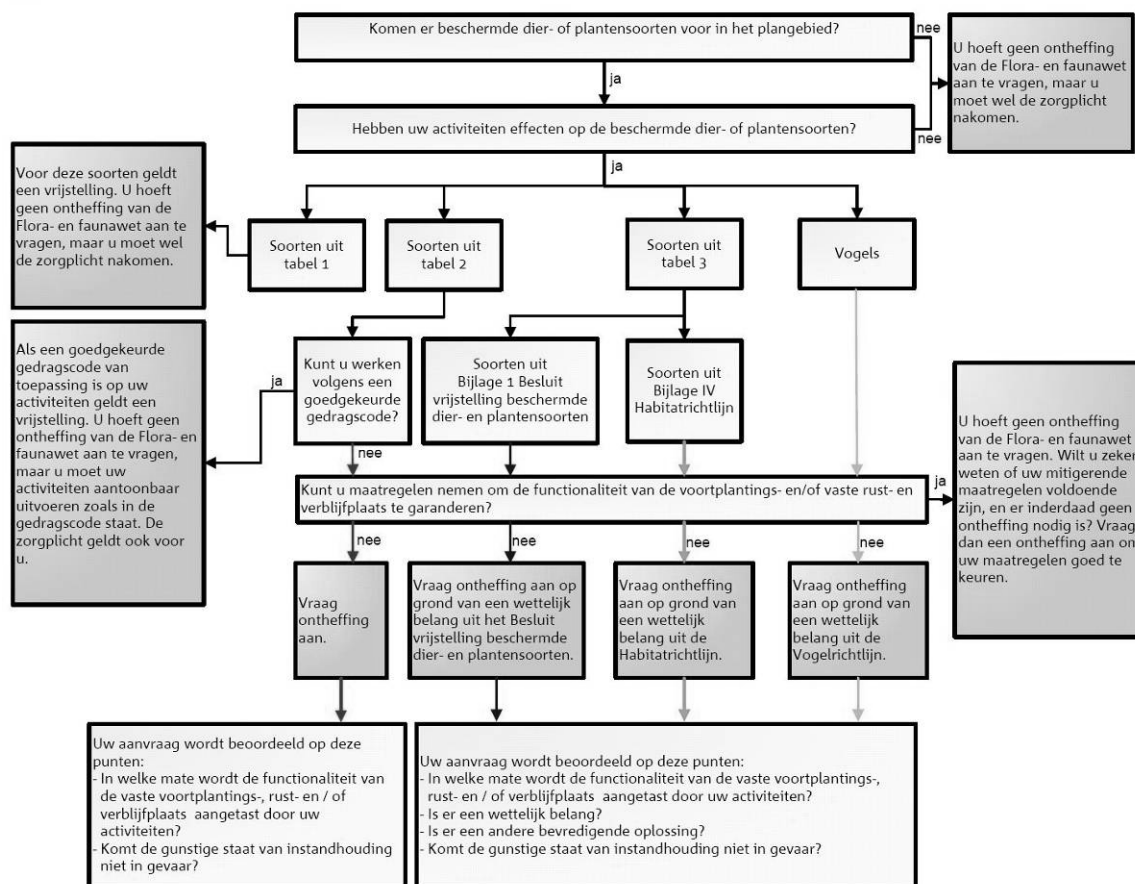 Komen er beschermde dier- of plantensoorten voor in het plangebied?
nee
U hoeft geen ontheffing
van de Flora- en faunawet
aan te vragen, maar u
moet wel de zorgplicht
nakomen.
ja
Hebben uw activiteiten effecten op de beschermde dier- of plantensoorten?
nee
ja
Voor deze soorten geldt
een vrijstelling. U hoeft
geen ontheffing van de
Flora- en faunawet aan te
vragen, maar u moet wel
de zorgplicht nakomen.
Soorten uit
tabel 1
Soorten uit
tabel 2
Soorten uit
tabel 3
Vogels
Als een goedgekeurde
gedragscode van
toepassing is op uw
activiteiten geldt een
vrijstelling. U hoeft geen
ontheffing van de Flora- en
faunawet aan te vragen,
maar u moet uw
activiteiten aantoonbaar
uitvoeren zoals in de
gedragscode staat. De
zorgplicht geldt ook voor
u.
ja
Kunt u werken
volgens een
goedgekeurde
gedragscode?
Soorten uit
Bijlage 1 Besluit
vrijstelling beschermde
dier- en plantensoorten
Soorten uit
Bijlage IV
Habitatrichtlijn
nee
Kunt u maatregelen nemen om de functionaliteit van de voortplantings- en/of vaste rust- en
verblijfplaats te garanderen?
ja
U hoeft geen ontheffing
van de Flora- en faunawet
aan te vragen. Wilt u zeker
weten of uw mitigerende
maatregelen voldoende
zijn, en er inderdaad geen
ontheffing nodig is? Vraag
dan een ontheffing aan om
uw maatregelen goed te
keuren.
nee
nee
nee
nee
Vraag
ontheffing
aan.
Vraag ontheffing aan op
grond van een wettelijk
belang uit het Besluit
vrijstelling beschermde
dier- en plantensoorten.
Vraag ontheffing
aan op grond van
een wettelijk
belang uit de
Habitatrichtlijn.
Vraag ontheffing
aan op grond van
een wettelijk
belang uit de
Vogelrichtlijn.
Uw aanvraag wordt beoordeeld op deze
punten:
- In welke mate wordt de functionaliteit van
de vaste voortplantings-, rust- en / of
verblijfplaats aangetast door uw
activiteiten?
- Komt de gunstige staat van instandhouding
niet in gevaar?
Uw aanvraag wordt beoordeeld op deze punten:
- In welke mate wordt de functionaliteit van de vaste voortplantings-,
rust- en / of verblijfplaats aangetast door uw activiteiten?
- Is er een wettelijk belang?
- Is er een andere bevredigende oplossing?
- Komt de gunstige staat van instandhouding niet in gevaar?